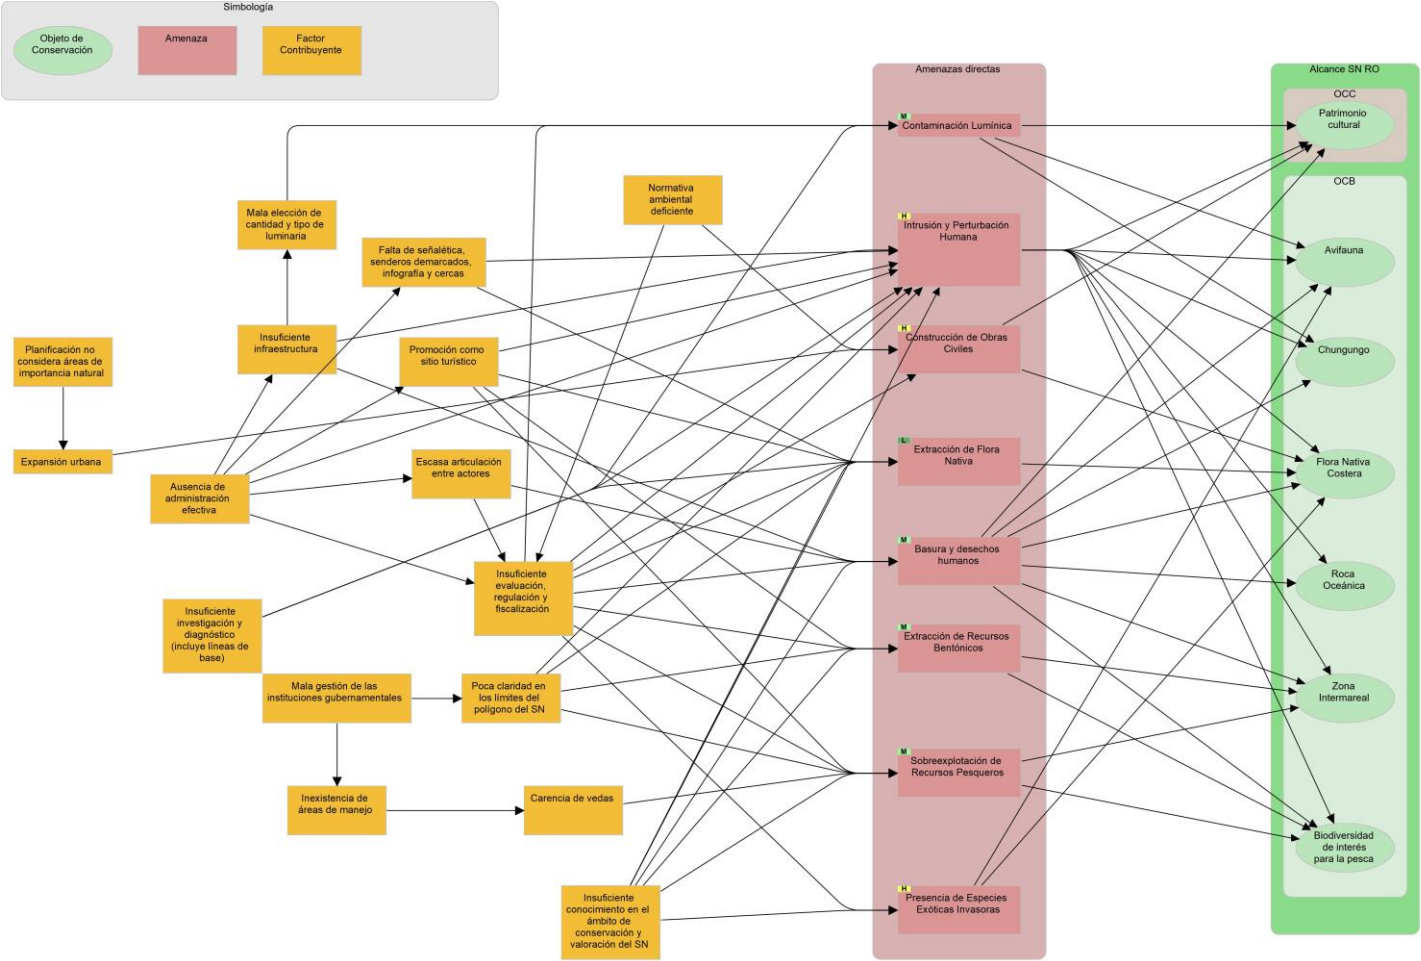 Simbología
Objeto de
Conservación
Amenaza
Factor
Contribuyente
Amenazas directas
Alcance SN RO
OCC
Patrimonio
cultural
OCB
M
Contaminación Lumínica
Normativa
ambiental
deficiente
Mala elección de
cantidad y tipo de
luminaria
H
Intrusión y Perturbación
Humana
Falta de señalética,
senderos demarcados,
infografía y cercas
Avifauna
Planificación no
considera áreas de
importancia natural
Insuficiente
infraestructura
Promoción como
sitio turístico
H
Construcción de Obras
Civiles
Chungungo
Expansión urbana
Ausencia de
administración
efectiva
Escasa articulación
entre actores
L
Extracción de Flora
Nativa
Flora Nativa
Costera
Insuficiente
evaluación,
regulación y
fiscalización
M
Basura y desechos
humanos
Roca
Oceánica
Insuficiente
investigación y
diagnóstico
(incluye líneas de
base)
M
Extracción de Recursos
Bentónicos
Mala gestión de las
instituciones gubernamentales
Poca claridad en
los límites del
polígono del SN
Zona
Intermareal
Inexistencia de
áreas de manejo
Carencia de vedas
M
Sobreexplotación de
Recursos Pesqueros
Biodiversidad
de interés
para la pesca
Insuficiente
conocimiento en el
ámbito de
conservación y
valoración del SN
H
Presencia de Especies
Exóticas Invasoras